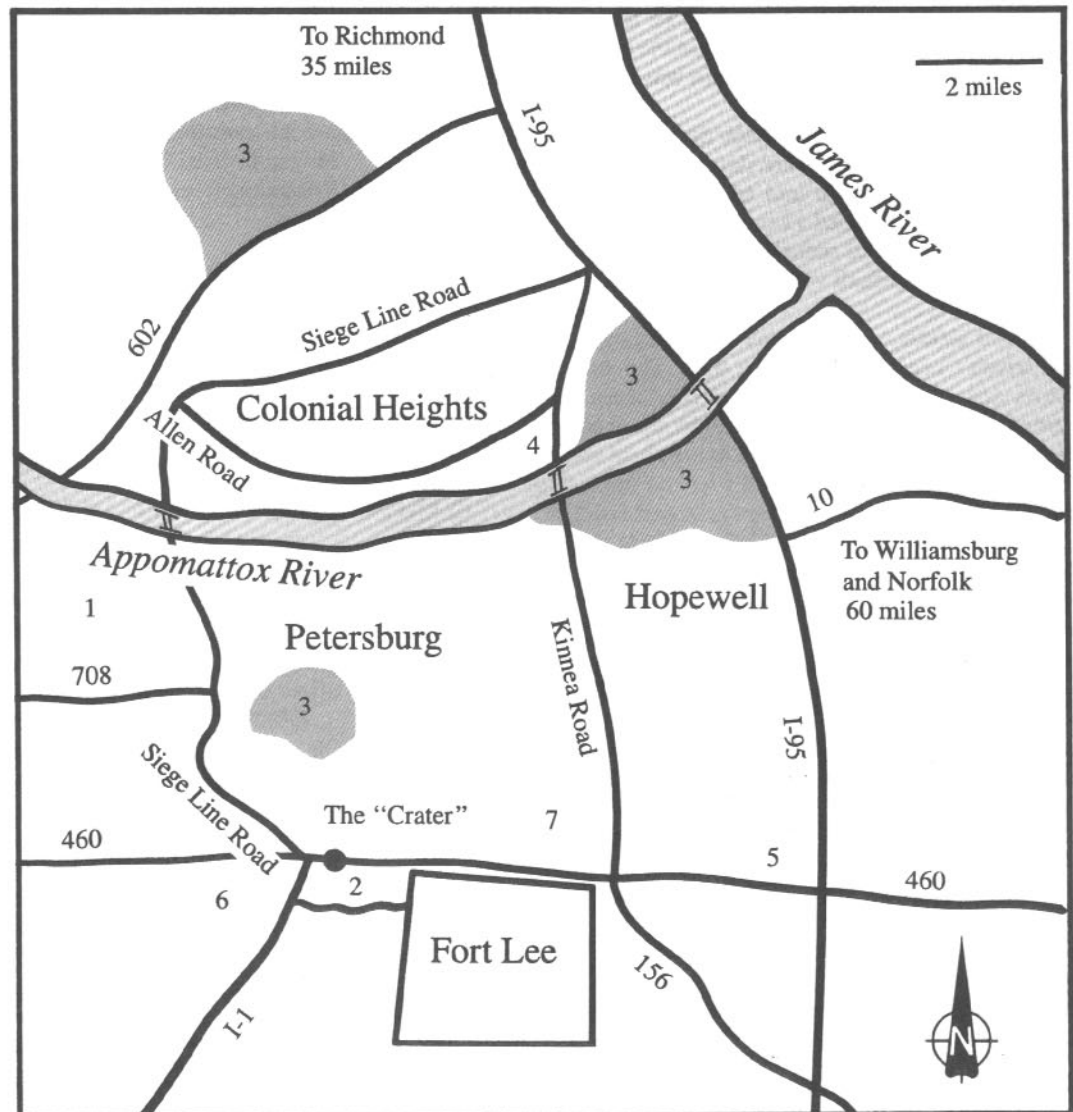 To Richmond
35 miles
2 miles
I-95
3
James River
Siege Line Road
602
3
Colonial Heights
Allen Road
4
3
10
Appomattox River
To Williamsburg
and Norfolk
60 miles
1
Hopewell
Petersburg
Kinnea Road
708
3
I-95
Siege Line Road
The "Crater"
7
460
5
460
2
6
Fort Lee
156
I-1
N